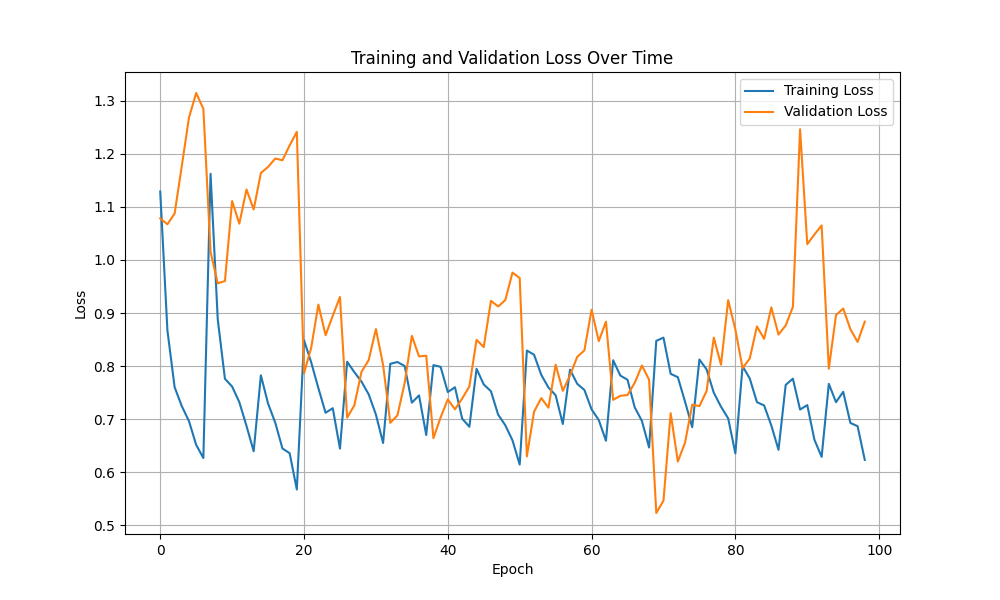 Training and Validation Loss Over Time
Training Loss
Validation Loss
1.3
1.2
1.1
1.0
0.9
0.8
0.7
0.6
0.5
Loss
0 20 40 60 80 100
Epoch